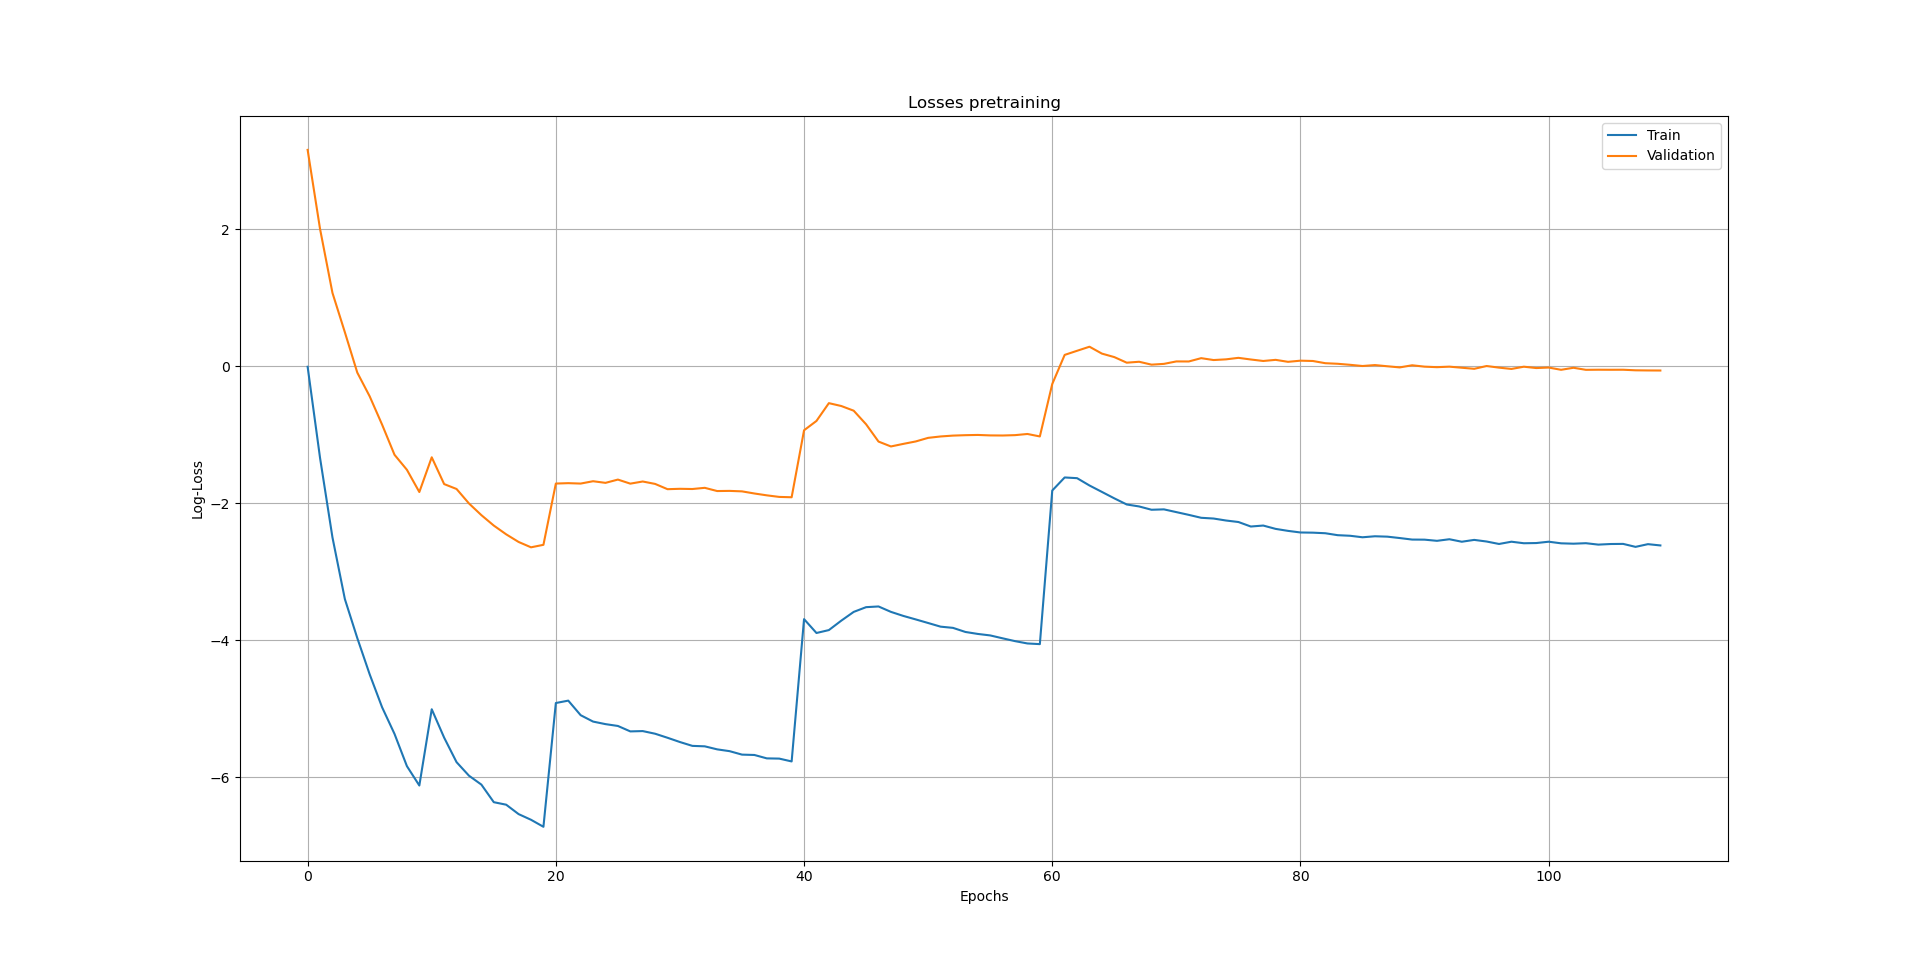 Losses pretraining
Train
Validation
2
0
−2
−4
−6
Log-Loss
0 20 40 60 80 100
Epochs